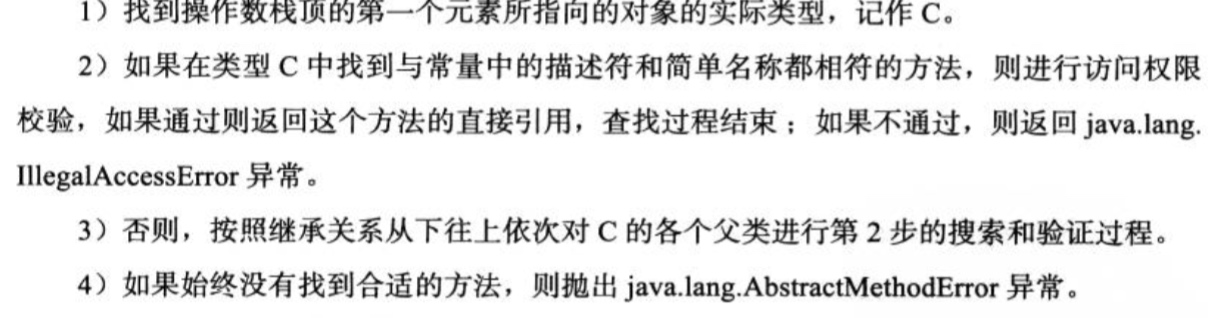 1）找到操作数栈顶的第一个元素所指向的对象的实际类型，记作 C。
2）如果在类型 C 中找到与常量中的描述符和简单名称都相符的方法，则进行访问权限
校验，如果通过则返回这个方法的直接引用，查找过程结束；如果不通过，则返回 java.lang.
IllegalAccessError 异常。
3）否则，按照继承关系从下往上依次对 C 的各个父类进行第 2 步的搜索和验证过程。
4）如果始终没有找到合适的方法，则抛出 java.lang.AbstractMethodError 异常。